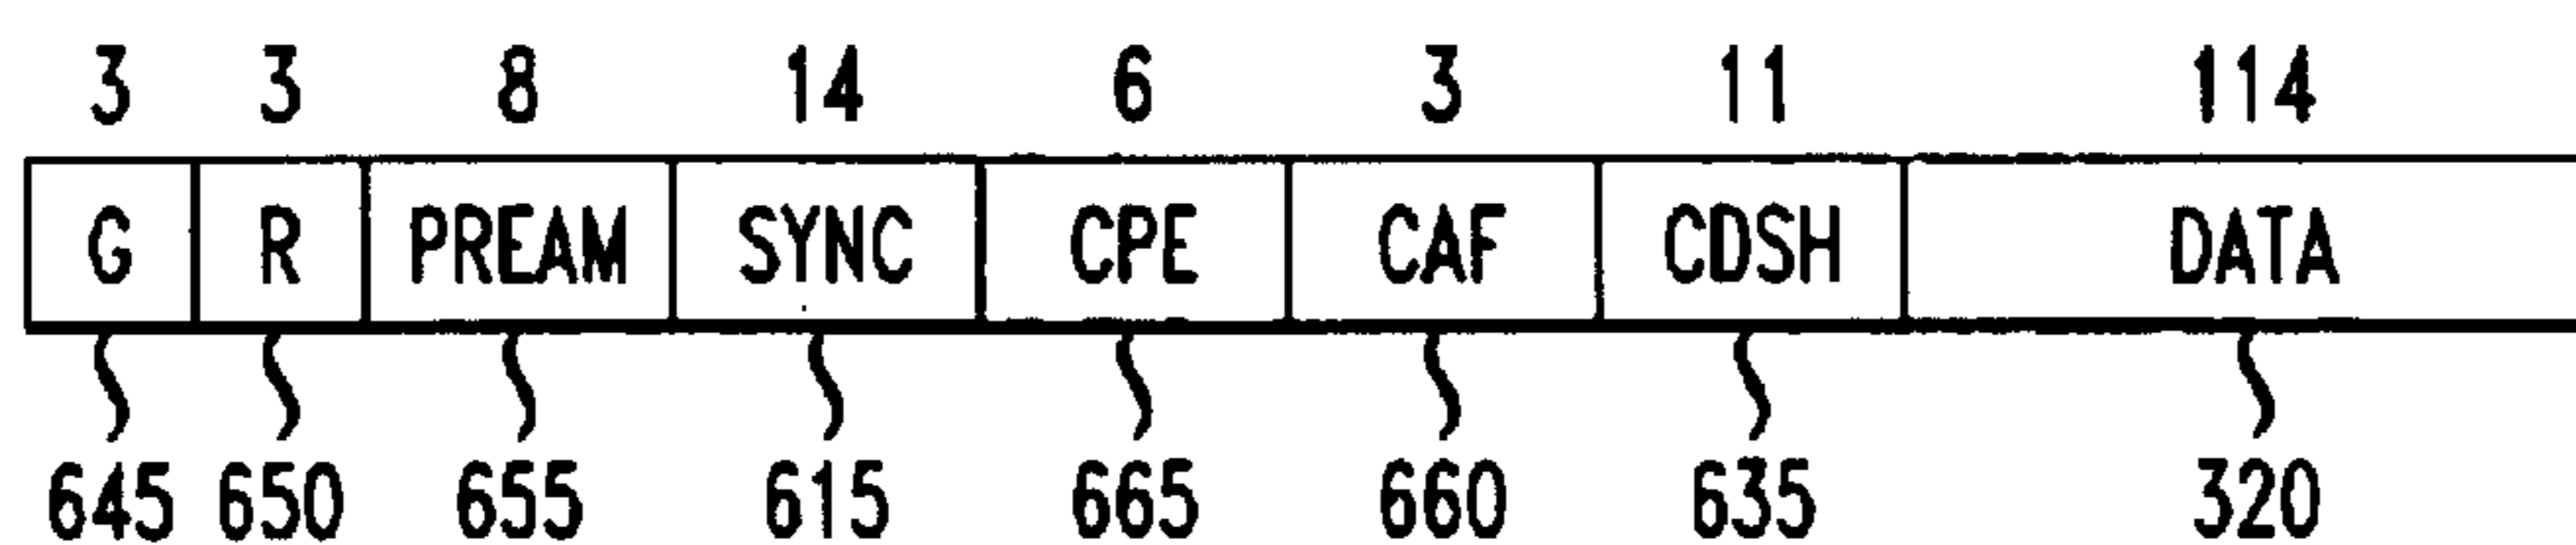 3 3 8 14 6 3 11 114
G R PREAM SYNC CPE CAF CDSH DATA
645 650 655 615 665 660 635 320